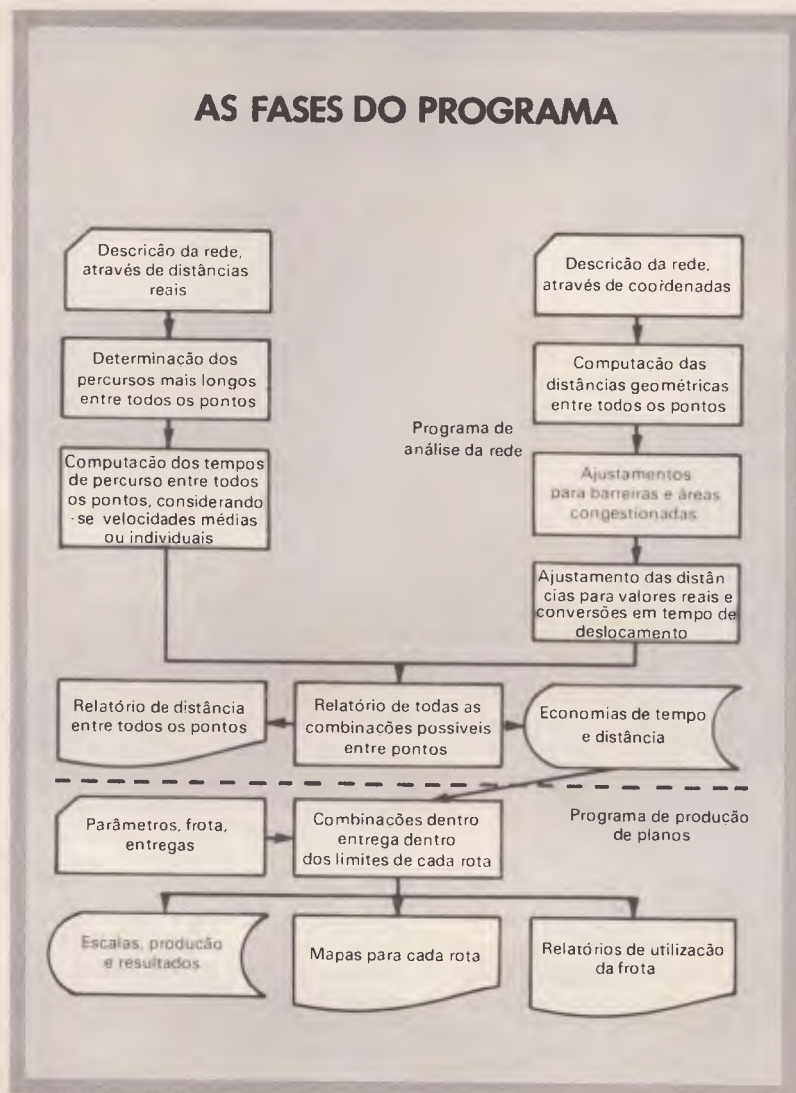 AS FASES DO PROGRAMA
Descricão da rede,
através de distâncias
reais
Determinação dos
percursos mais longos
entre todos os pontos
Computacão dos tempos
de percurso entre todos
os pontos, considerando
-se velocidades médias
ou individuais
Descricão da rede,
através de coordenadas
Computação das
distâncias geométricas
entre todos os pontos
Programa de
análise da rede
Ajustamentos
para barreiras e áreas
congestionadas
Ajustamento das distân
cias para valores reais e
conversões em tempo de
deslocamento
Relatório de distância
entre todos os pontos
Relatório de todas as
combinações possíveis
entre pontos
Economias de tempo
e distância
Parâmetros, frota,
entregas
Combinações dentro
entrega dentro
dos limites de cada rota
Programa de produção
de planos
Escalas, producão
e resultados
Mapas para cada rota
Relatórios de utilizacão
da frota